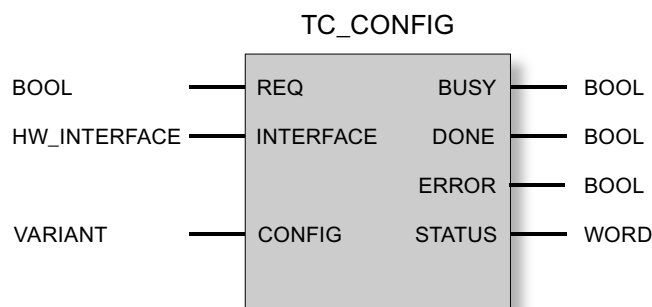 TC_CONFIG
BOOL REQ BUSY BOOL
HW_INTERFACE INTERFACE DONE BOOL
ERROR BOOL
VARIANT CONFIG STATUS WORD